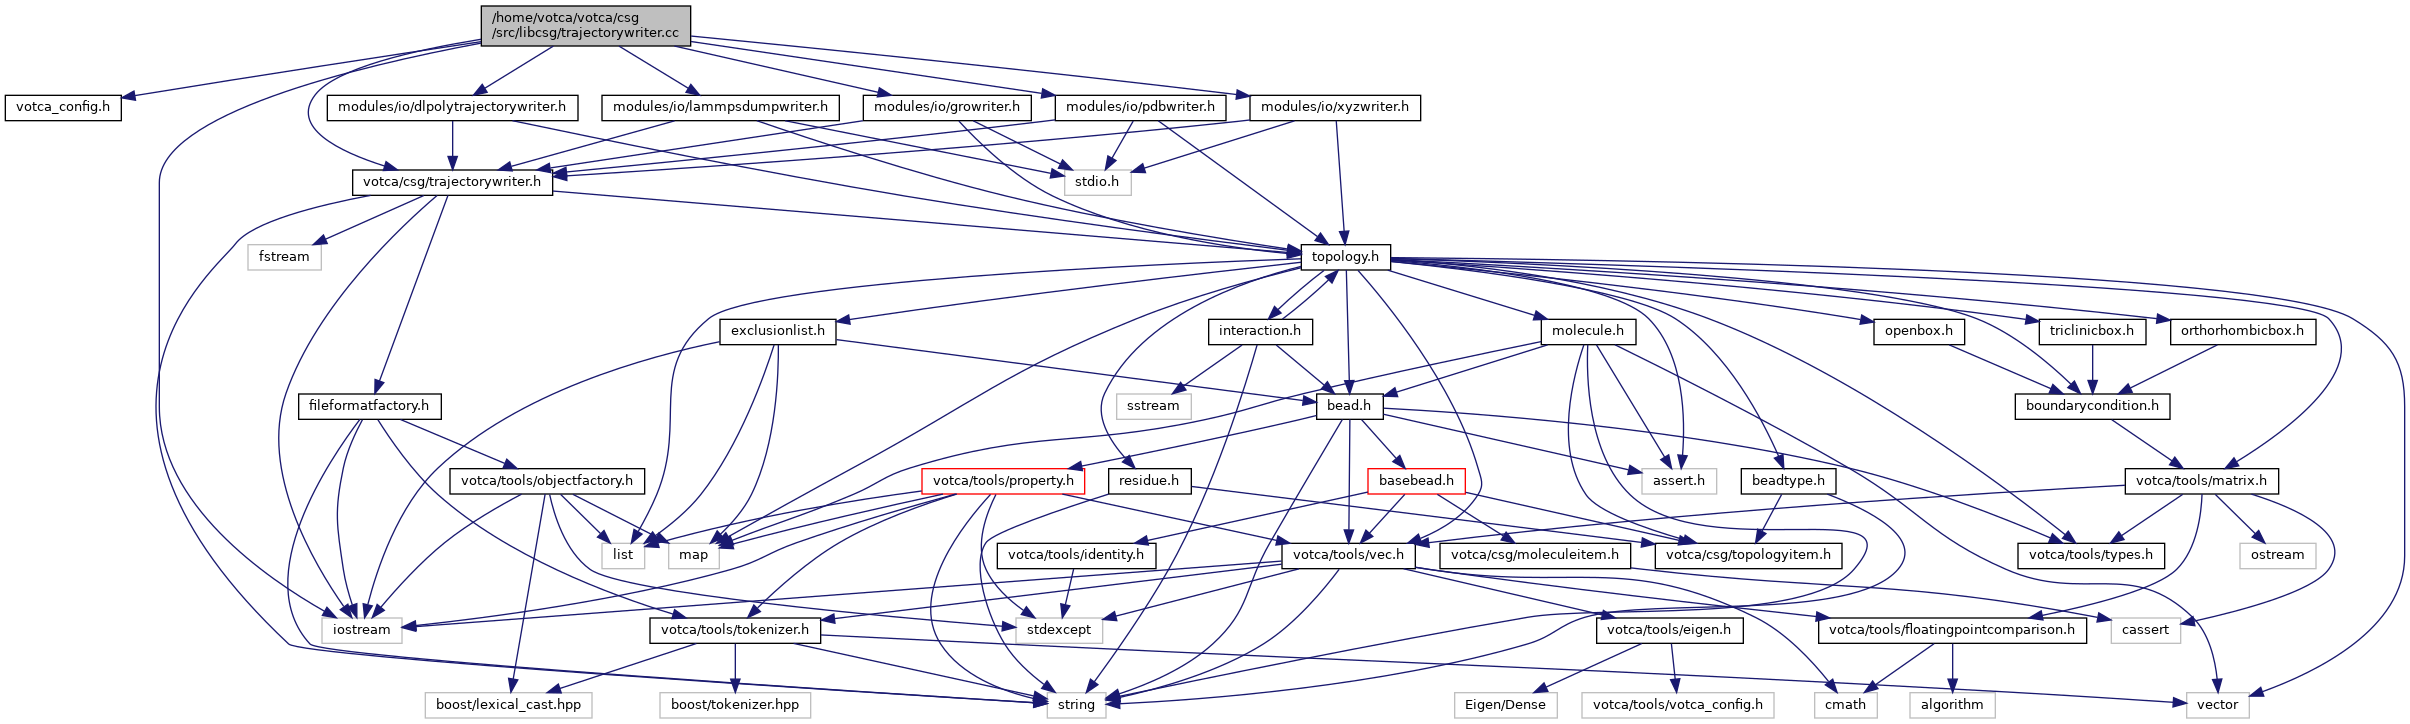 /home/votca/votca/csg
/src/libcsg/trajectorywriter.cc
votca_config.h
modules/io/dlpolytrajectorywriter.h
modules/io/lammpsdumpwriter.h
modules/io/growriter.h
modules/io/pdbwriter.h
modules/io/xyzwriter.h
votca/csg/trajectorywriter.h
stdio.h
fstream
topology.h
exclusionlist.h
interaction.h
molecule.h
openbox.h
triclinicbox.h
orthorhombicbox.h
fileformatfactory.h
sstream
bead.h
boundarycondition.h
votca/tools/objectfactory.h
votca/tools/property.h
residue.h
basebead.h
assert.h
beadtype.h
votca/tools/matrix.h
list
map
votca/tools/identity.h
votca/tools/vec.h
votca/csg/moleculeitem.h
votca/csg/topologyitem.h
votca/tools/types.h
ostream
iostream
votca/tools/tokenizer.h
stdexcept
votca/tools/eigen.h
votca/tools/floatingpointcomparison.h
cassert
boost/lexical_cast.hpp
boost/tokenizer.hpp
string
Eigen/Dense
votca/tools/votca_config.h
cmath
algorithm
vector